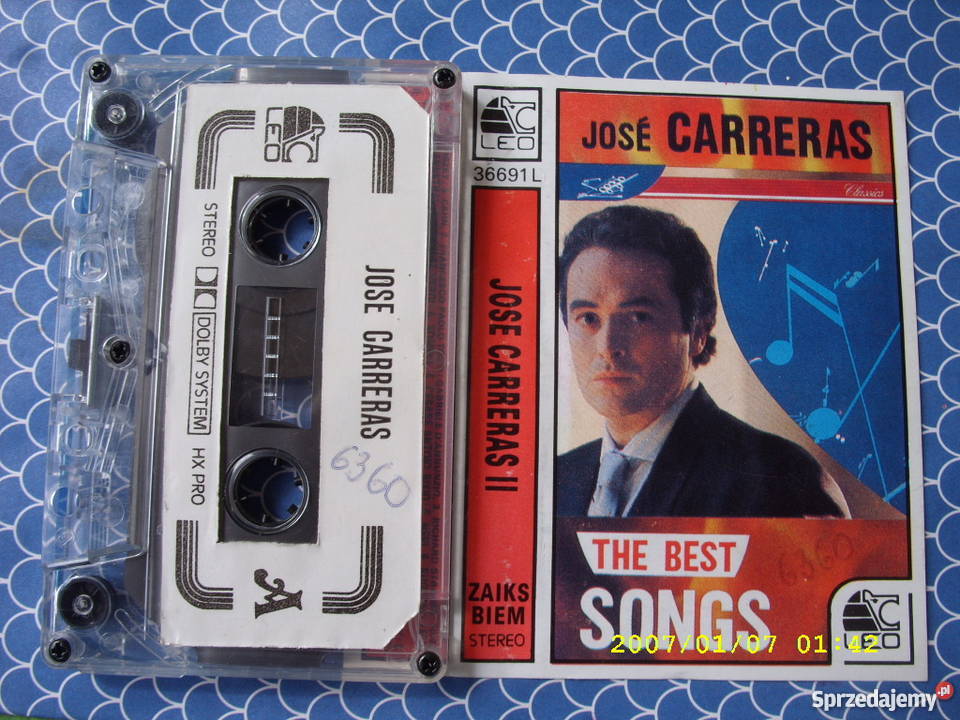 LEO
STEREO
DOLBY SYSTEM
HX PRO
JOSE CARRERAS
6360
A
LEO
36691 L
JOSE CARRERAS II
ZAIKS
BIEM
STEREO
JOSÉ CARRERAS
Classics
THE BEST
SONGS
6360
LEO
2007/01/07 01:42
Sprzedajemy.pl